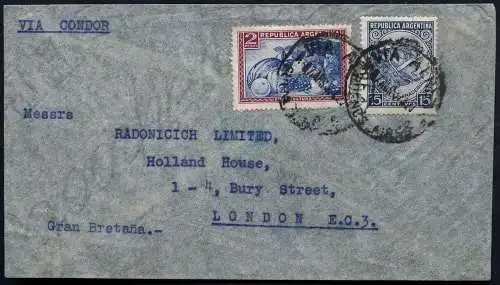 VIA CONDOR
2
REPUBLICA ARGENTINA
REPUBLICA ARGENTINA
15 15
Messrs
RADONICICH LIMITED,
Holland House,
1 - 4, Bury Street,
LONDON E.C.3.
Gran Bretaña.-